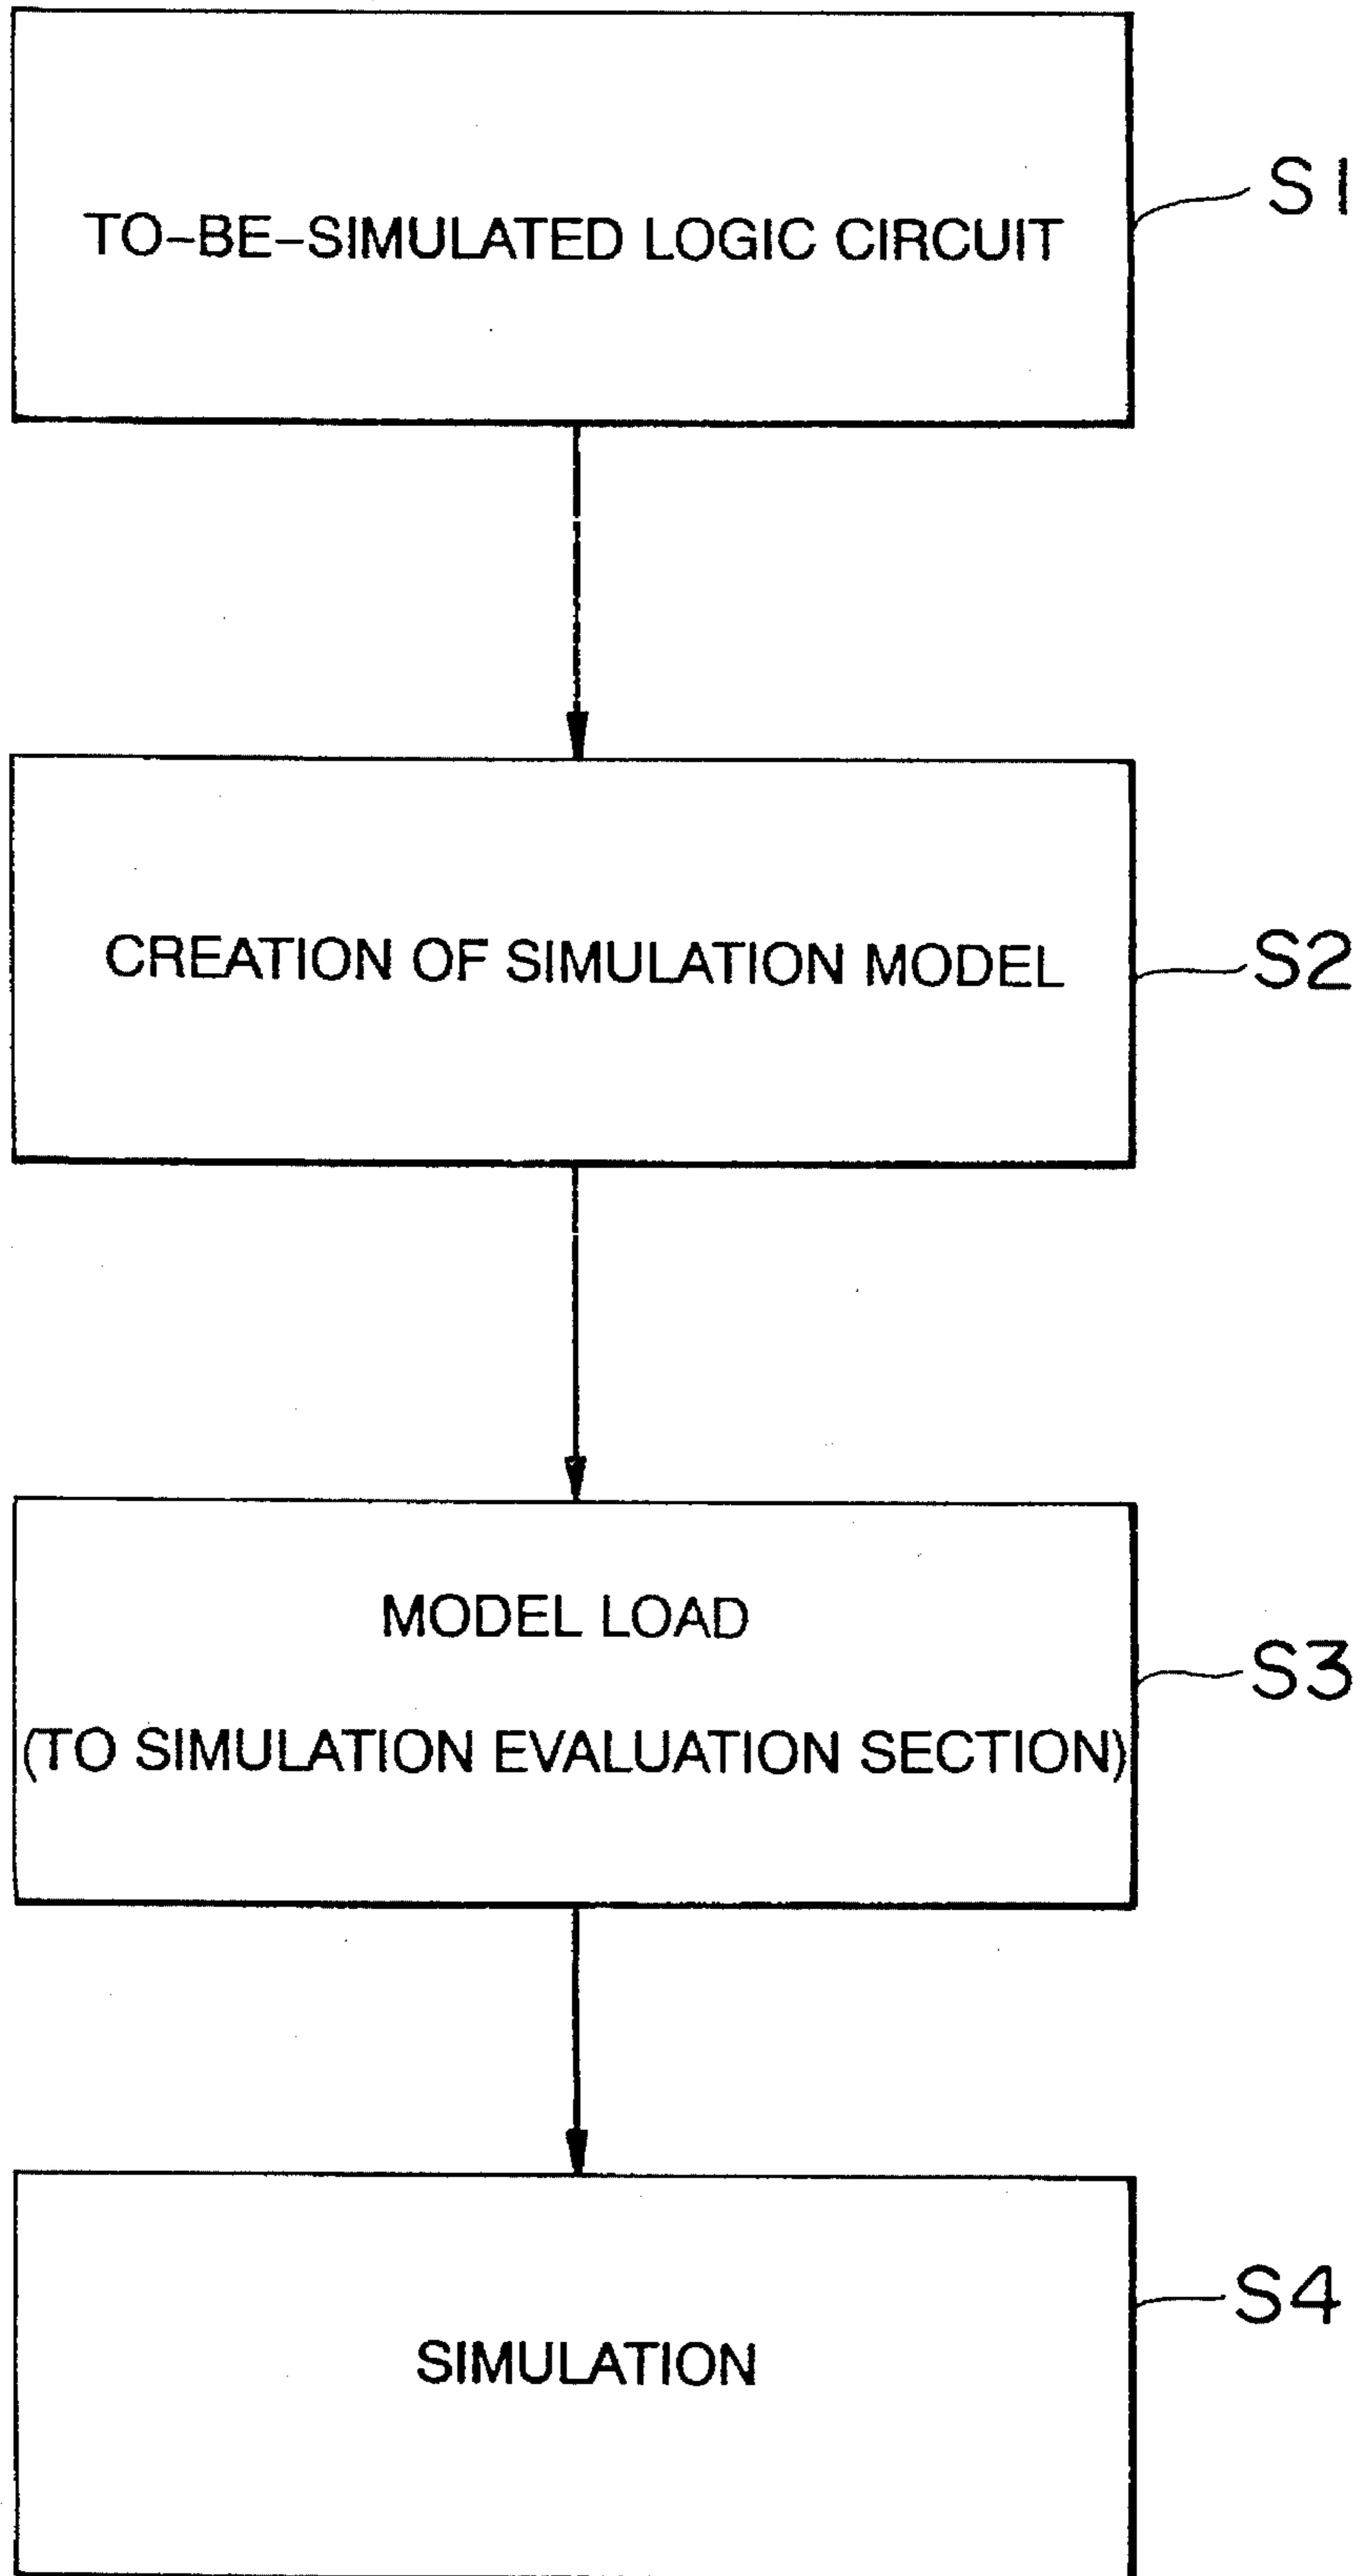 TO-BE-SIMULATED LOGIC CIRCUIT
S1
CREATION OF SIMULATION MODEL
S2
MODEL LOAD
(TO SIMULATION EVALUATION SECTION)
S3
SIMULATION
S4